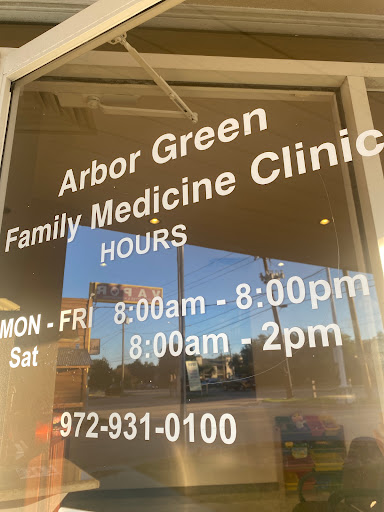 Arbor Green
Family Medicine Clinic
HOURS
MON - FRI 8:00am - 8:00pm
Sat 8:00am - 2pm
972-931-0100